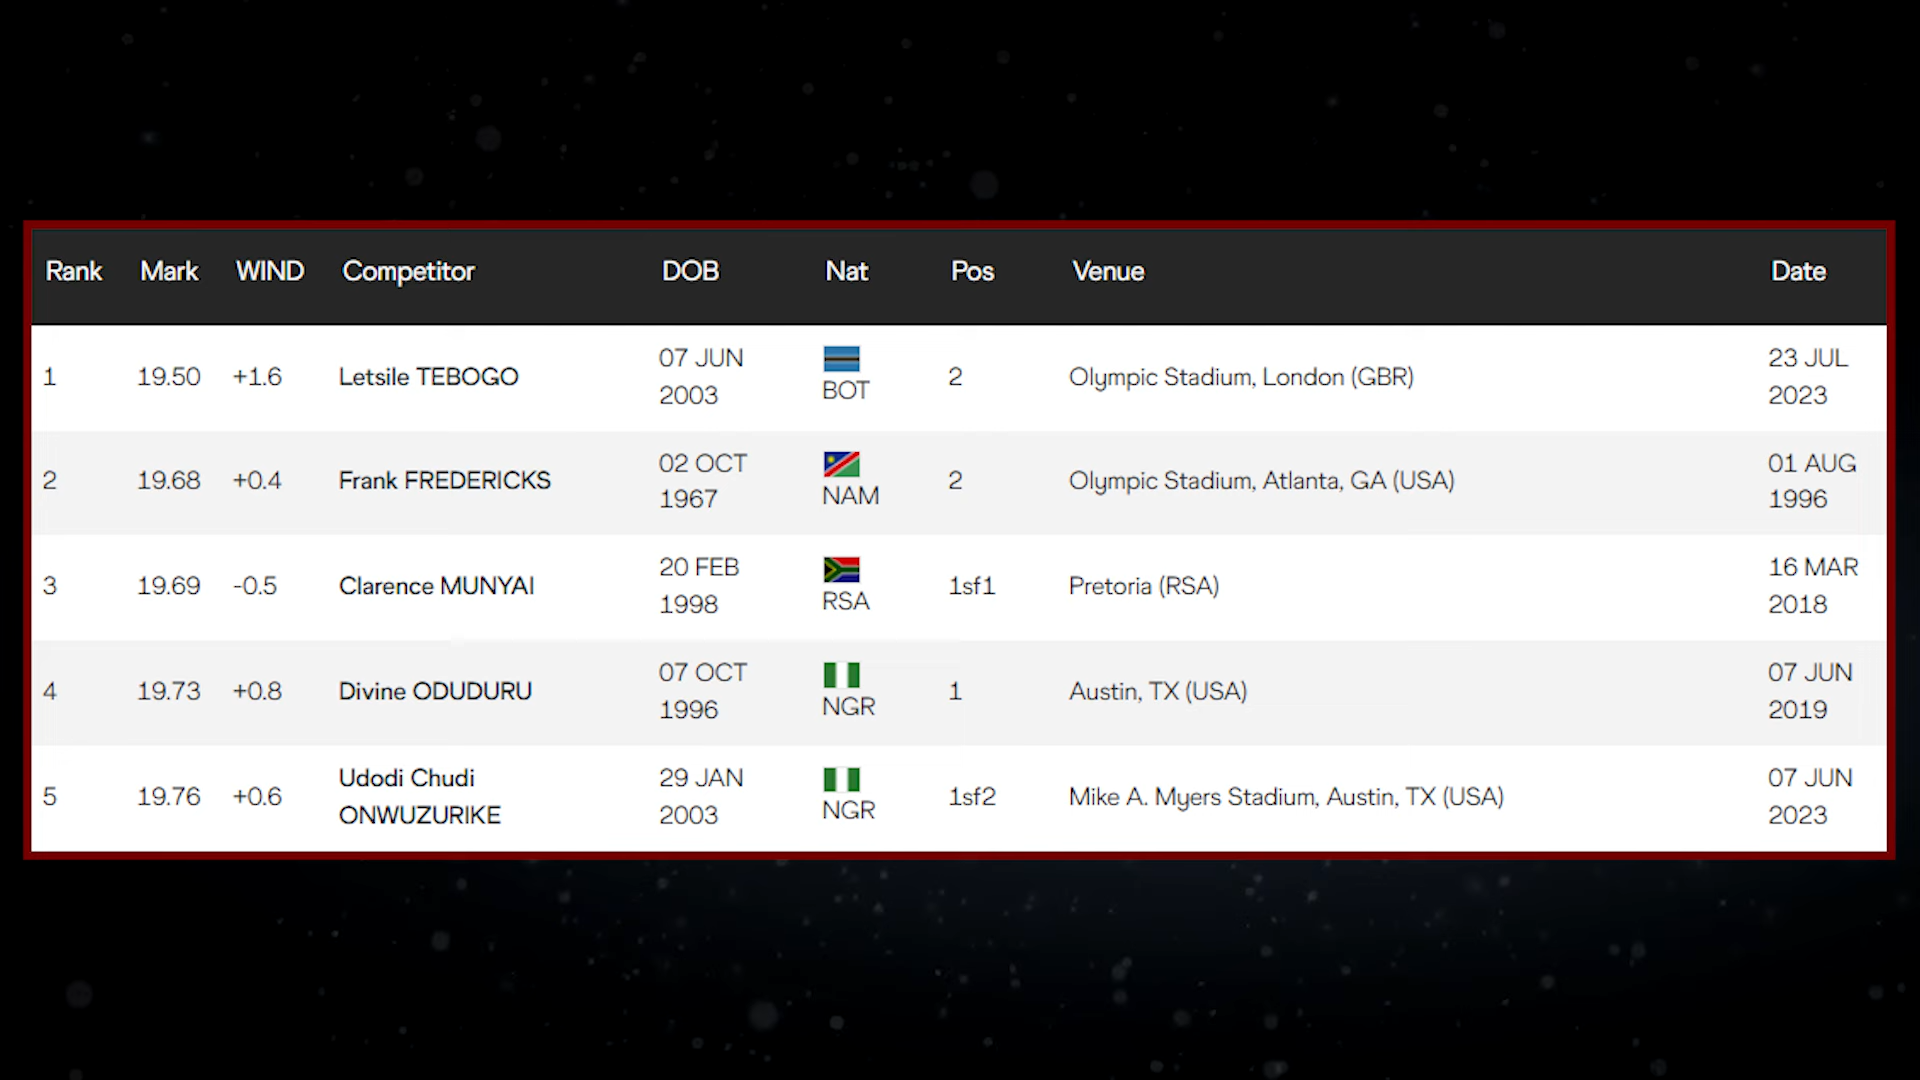 Rank Mark WIND Competitor DOB Nat Pos Venue Date
1 19.50 +1.6 Letsile TEBOGO 07 JUN 2003 BOT 2 Olympic Stadium, London (GBR) 23 JUL 2023
2 19.68 +0.4 Frank FREDERICKS 02 OCT 1967 NAM 2 Olympic Stadium, Atlanta, GA (USA) 01 AUG 1996
3 19.69 -0.5 Clarence MUNYAI 20 FEB 1998 RSA 1sf1 Pretoria (RSA) 16 MAR 2018
4 19.73 +0.8 Divine ODUDURU 07 OCT 1996 NGR 1 Austin, TX (USA) 07 JUN 2019
5 19.76 +0.6 Udodi Chudi ONWUZURIKE 29 JAN 2003 NGR 1sf2 Mike A. Myers Stadium, Austin, TX (USA) 07 JUN 2023